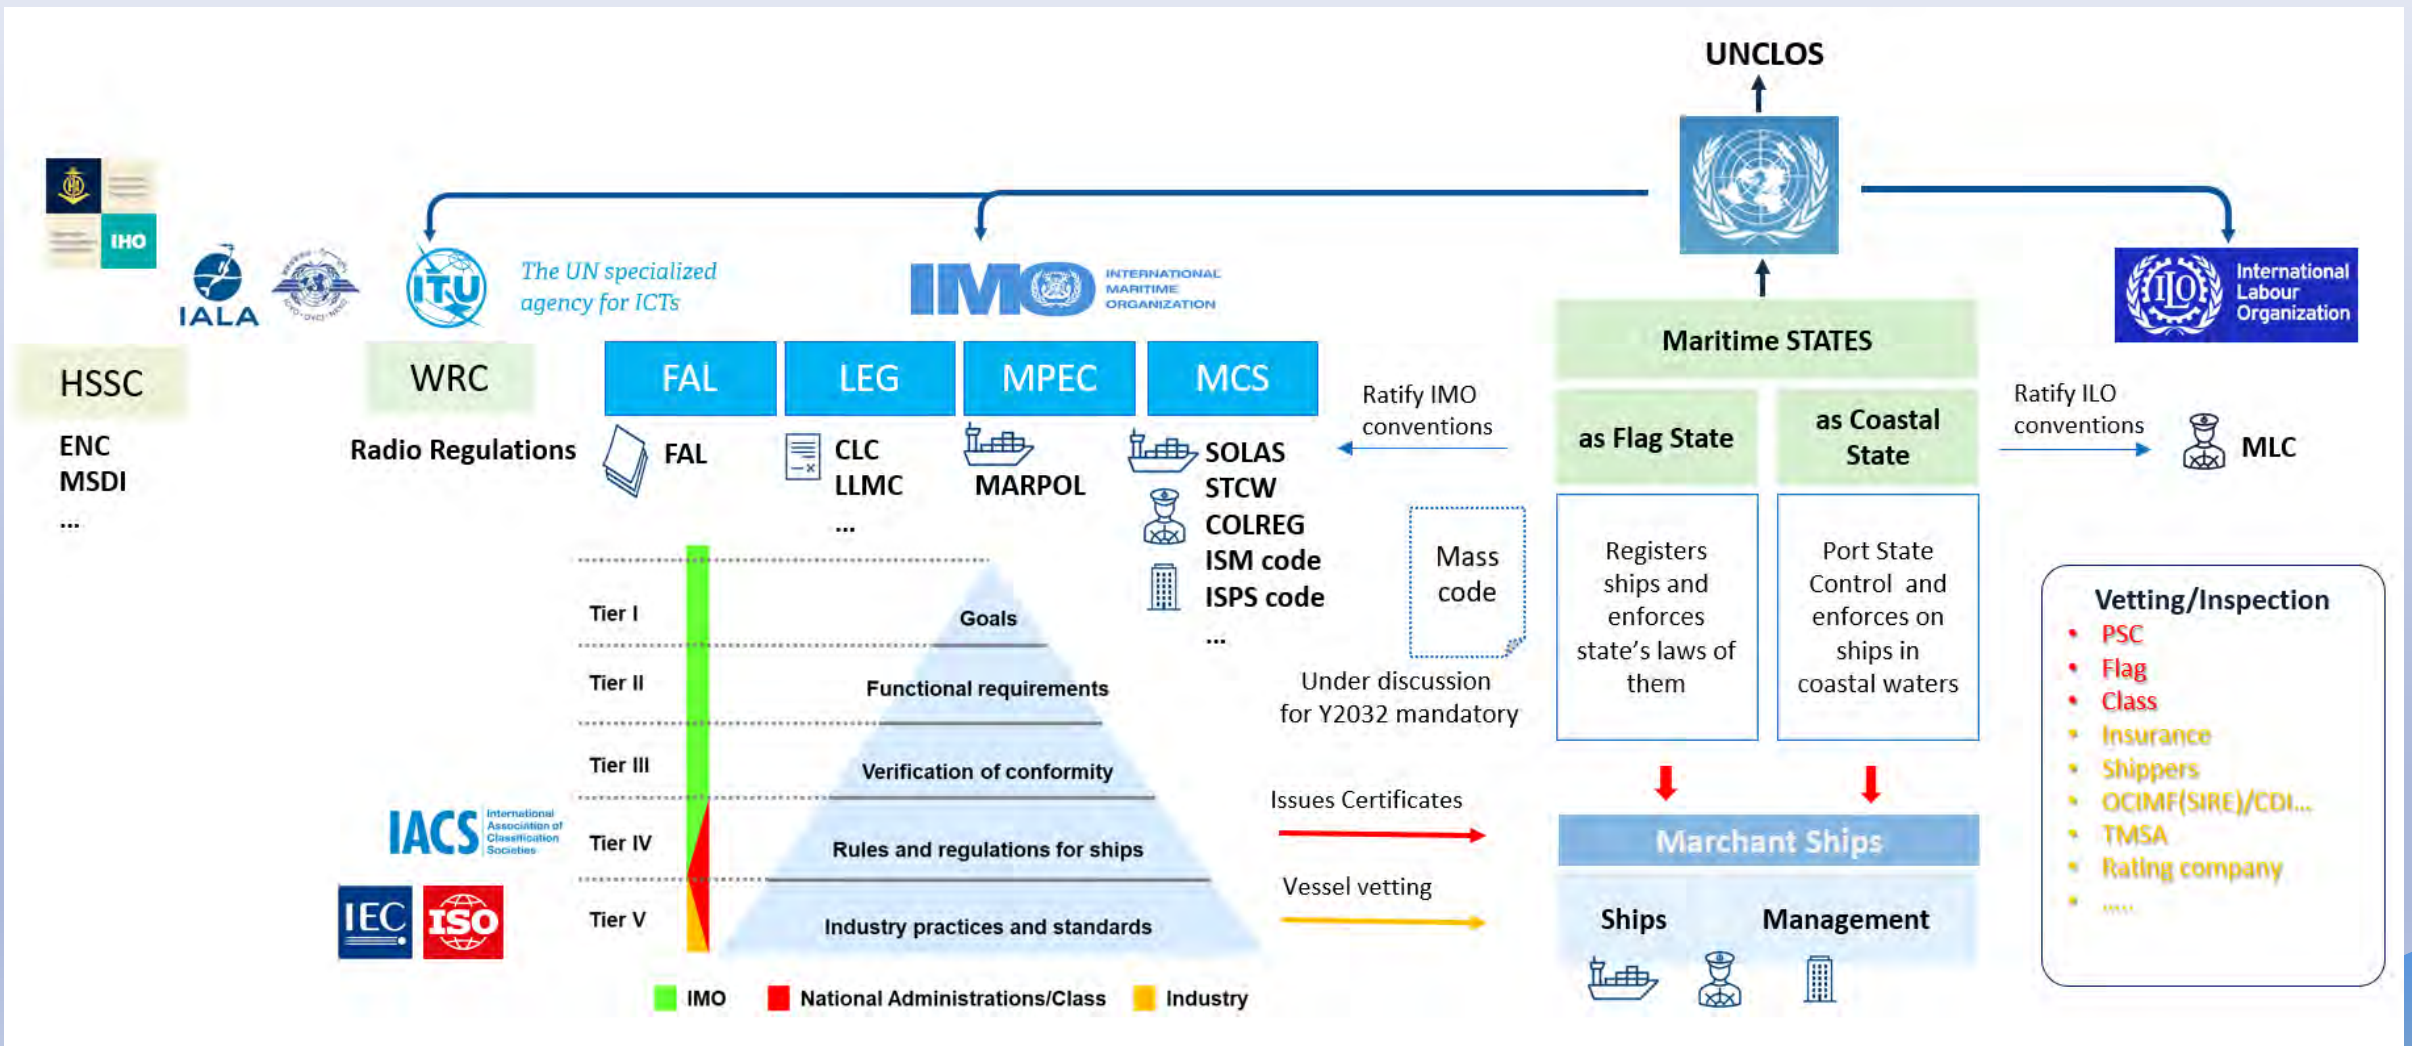 UNCLOS
IHO
IALA
ITU
The UN specialized
agency for ICTs
IMO
INTERNATIONAL
MARITIME
ORGANIZATION
ILO
International
Labour
Organization
HSSC
ENC
MSDI
...
WRC
Radio Regulations
FAL
FAL
LEG
CLC
LLMC
...
MPEC
MARPOL
MCS
SOLAS
STCW
COLREG
ISM code
ISPS code
...
Ratify IMO
conventions
Maritime STATES
as Flag State
as Coastal
State
Ratify ILO
conventions
MLC
Mass
code
Under discussion
for Y2032 mandatory
Registers
ships and
enforces
state's laws of
them
Port State
Control and
enforces on
ships in
coastal waters
Vetting/Inspection
• PSC
• Flag
• Class
• Insurance
• Shippers
• OCIMF(SIRE)/CDI...
• TMSA
• Rating company
• .....
Tier I
Goals
Tier II
Functional requirements
Tier III
Verification of conformity
IACS
International
Association of
Classification
Societies
Tier IV
Rules and regulations for ships
IEC
ISO
Tier V
Industry practices and standards
IMO
National Administrations/Class
Industry
Issues Certificates
Vessel vetting
Marchant Ships
Ships
Management